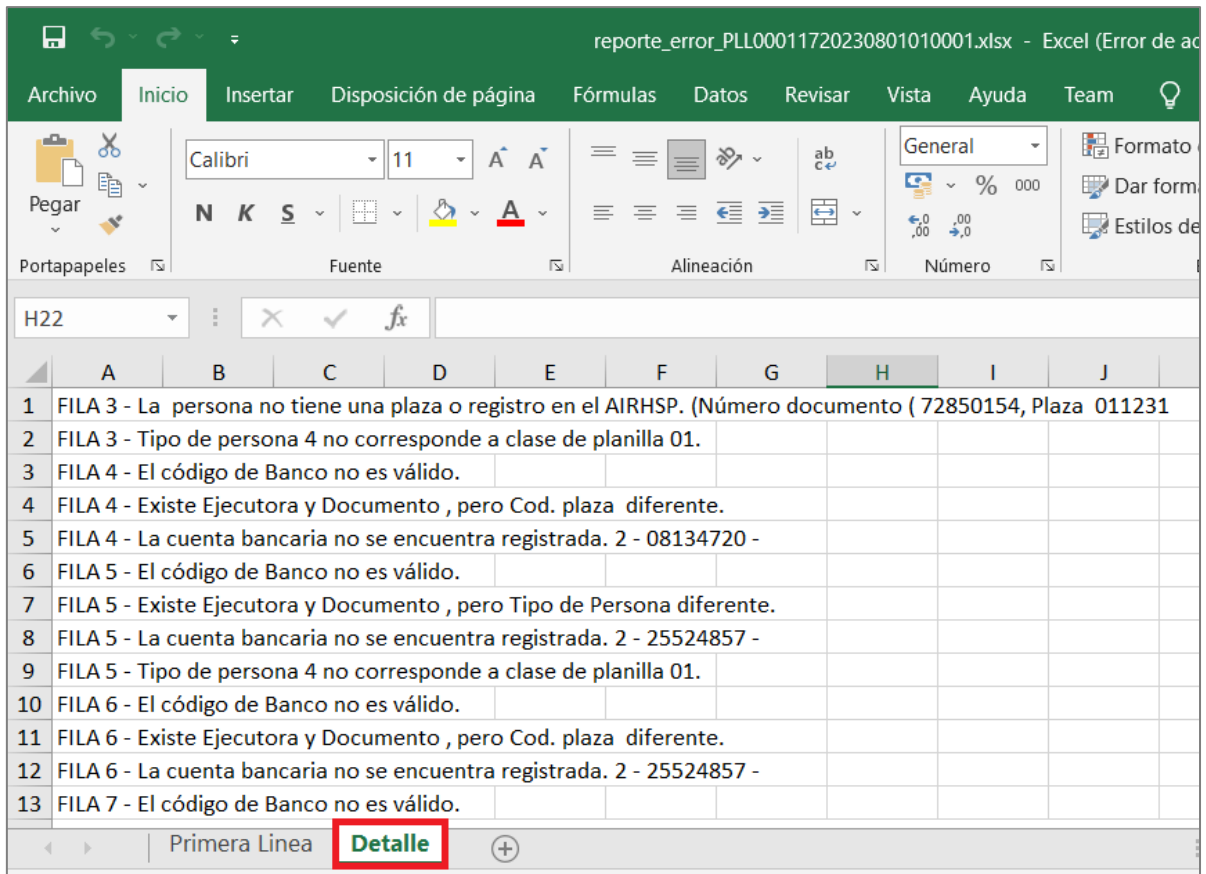 reporte_error_PLL00011720230801010001.xlsx - Excel (Error de ac
Archivo Inicio Insertar Disposición de página Fórmulas Datos Revisar Vista Ayuda Team
Calibri 11 General Formato
Pegar N K S % 000 Dar form
Estilos de
Portapapeles Fuente Alineación Número
H22 fx
A B C D E F G H I J
1 FILA 3 - La  persona no tiene una plaza o registro en el AIRHSP. (Número documento ( 72850154, Plaza  011231
2 FILA 3 - Tipo de persona 4 no corresponde a clase de planilla 01.
3 FILA 4 - El código de Banco no es válido.
4 FILA 4 - Existe Ejecutora y Documento , pero Cod. plaza  diferente.
5 FILA 4 - La cuenta bancaria no se encuentra registrada. 2 - 08134720 -
6 FILA 5 - El código de Banco no es válido.
7 FILA 5 - Existe Ejecutora y Documento , pero Tipo de Persona diferente.
8 FILA 5 - La cuenta bancaria no se encuentra registrada. 2 - 25524857 -
9 FILA 5 - Tipo de persona 4 no corresponde a clase de planilla 01.
10 FILA 6 - El código de Banco no es válido.
11 FILA 6 - Existe Ejecutora y Documento , pero Cod. plaza  diferente.
12 FILA 6 - La cuenta bancaria no se encuentra registrada. 2 - 25524857 -
13 FILA 7 - El código de Banco no es válido.
Primera Linea Detalle